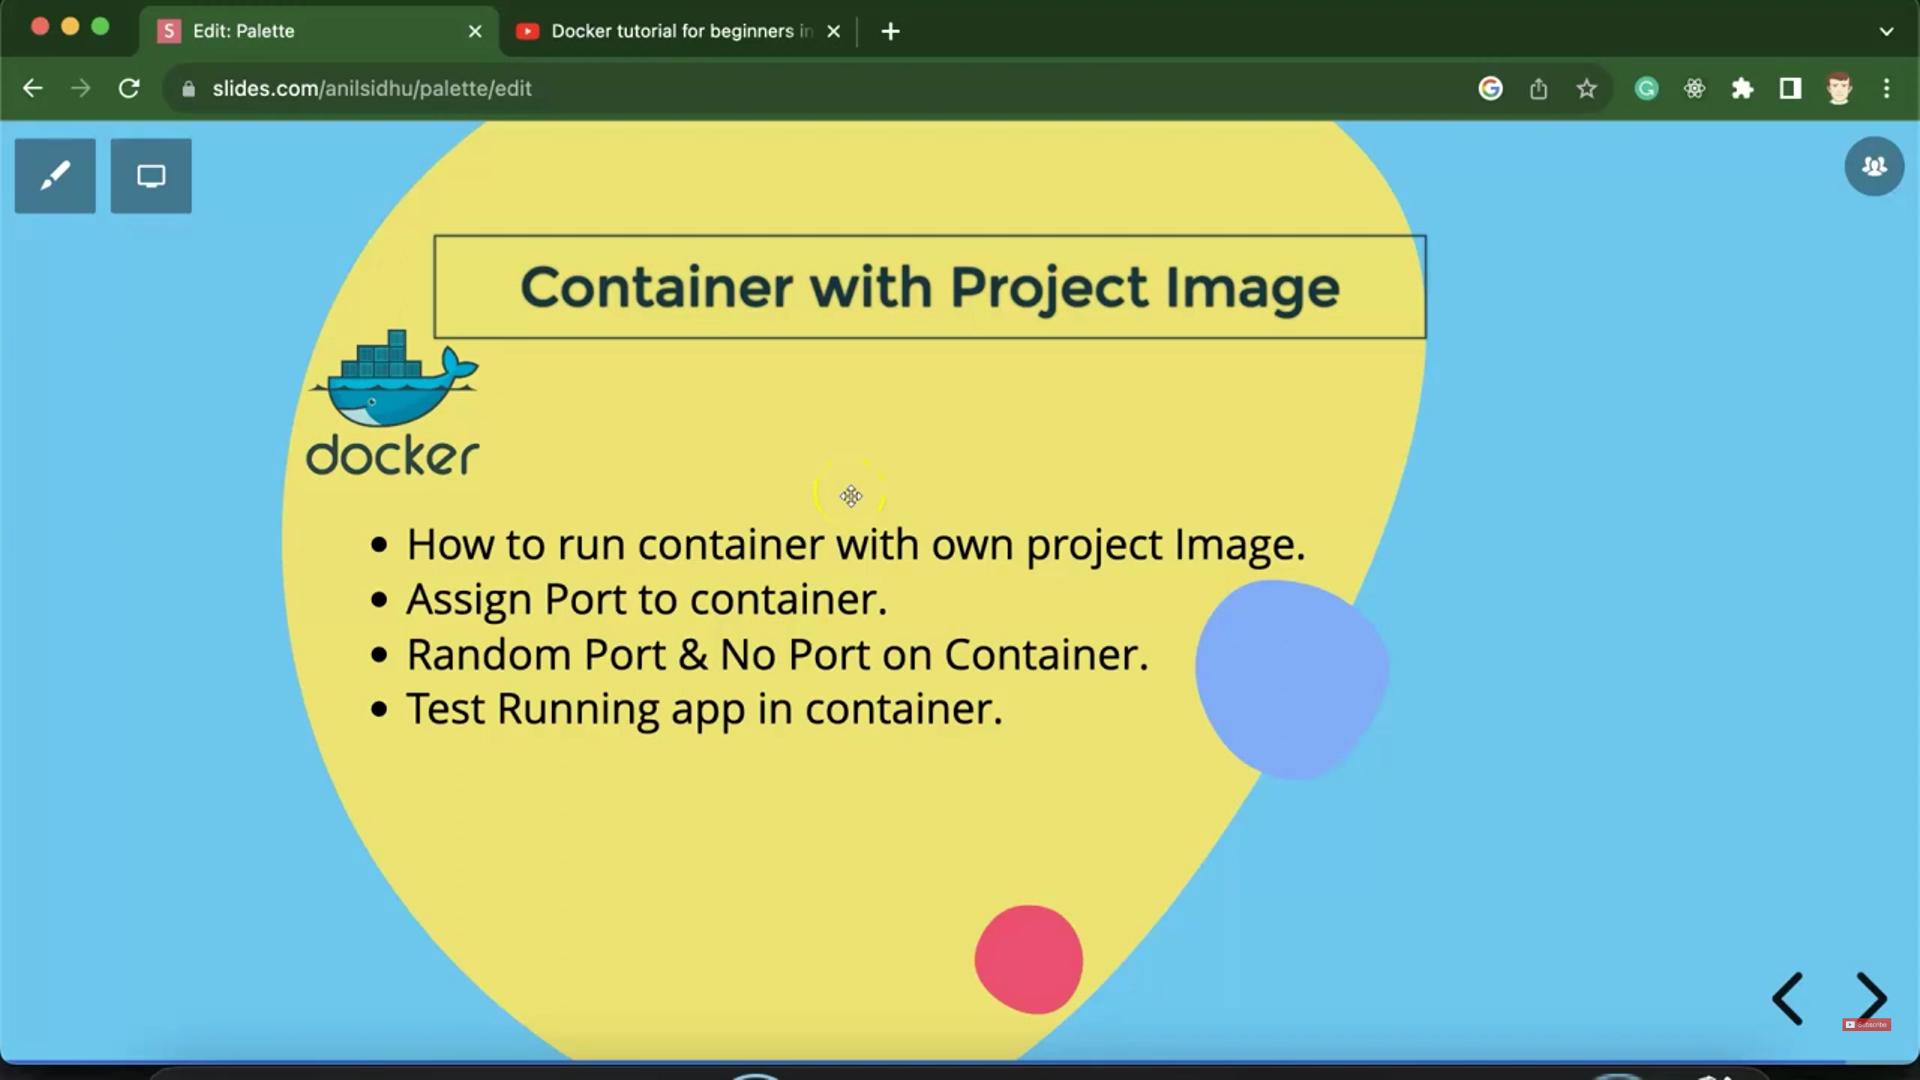 Edit: Palette
Docker tutorial for beginners in
slides.com/anilsidhu/palette/edit
Container with Project Image
docker
How to run container with own project Image.
Assign Port to container.
Random Port & No Port on Container.
Test Running app in container.
Subscribe